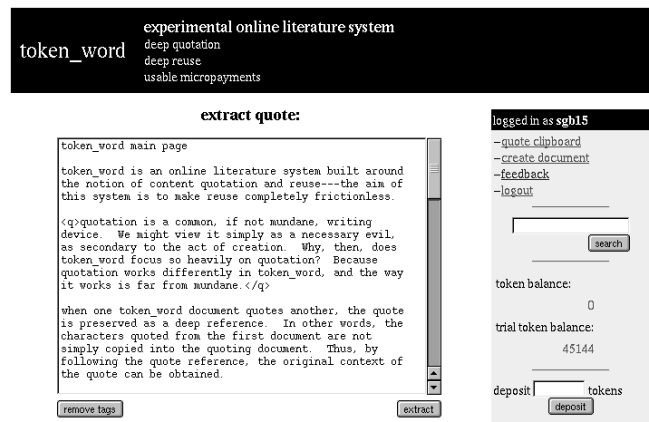 token_word
experimental online literature system
deep quotation
deep reuse
usable micropayments
extract quote:
token_word main page
token_word is an online literature system built around
the notion of content quotation and reuse---the aim of
this system is to make reuse completely frictionless.
<q>quotation is a common, if not mundane, writing
device.  We might view it simply as a necessary evil,
as secondary to the act of creation.  Why, then, does
token_word focus so heavily on quotation?  Because
quotation works differently in token_word, and the way
it works is far from mundane.</q>
when one token_word document quotes another, the quote
is preserved as a deep reference.  In other words, the
characters quoted from the first document are not
simply copied into the quoting document.  Thus, by
following the quote reference, the original context of
the quote can be obtained.
remove tags
extract
logged in as sgb15
–quote clipboard
–create document
–feedback
–logout
search
token balance:
0
trial token balance:
45144
deposit tokens
deposit